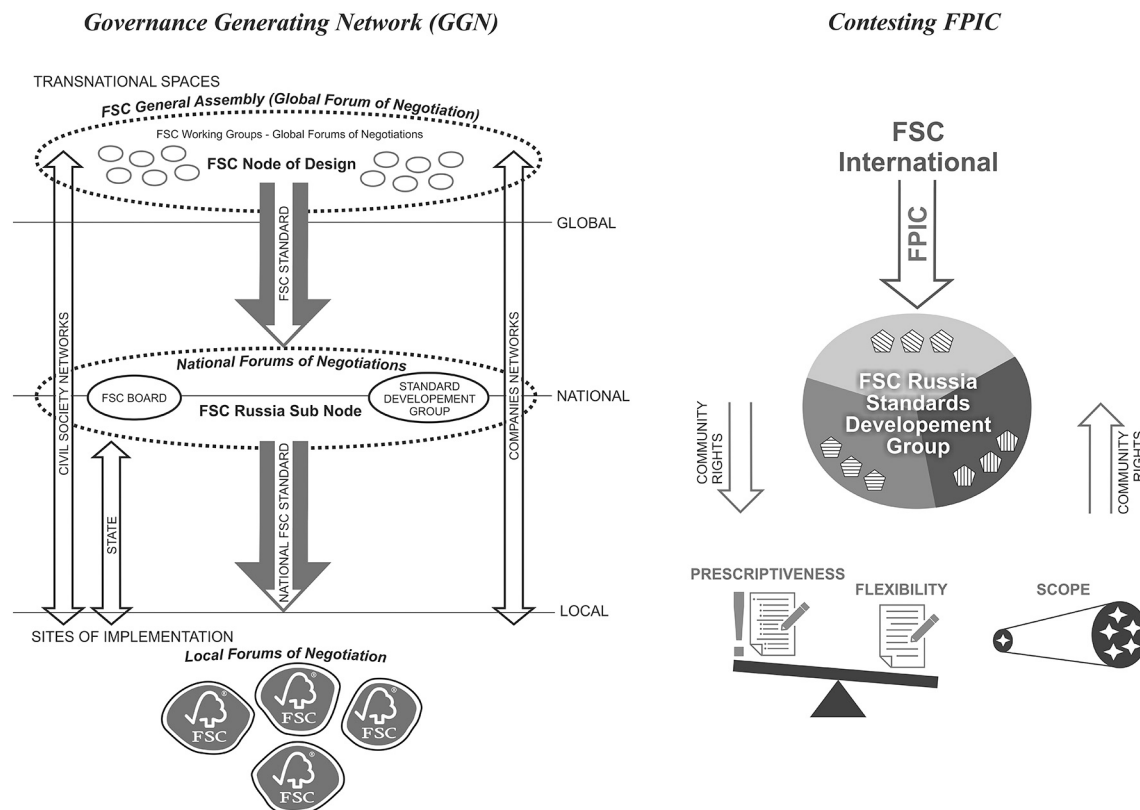 Governance Generating Network (GGN)
TRANSNATIONAL SPACES
FSC General Assembly (Global Forum of Negotiation)
FSC Working Groups - Global Forums of Negotiations
FSC Node of Design
GLOBAL
FSC STANDARD
CIVIL SOCIETY NETWORKS
COMPANIES NETWORKS
National Forums of Negotiations
FSC BOARD
STANDARD
DEVELOPEMENT
GROUP
NATIONAL
FSC Russia Sub Node
STATE
NATIONAL FSC STANDARD
LOCAL
SITES OF IMPLEMENTATION
Local Forums of Negotiation
®
FSC
®
FSC
®
FSC
®
FSC
Contesting FPIC
FSC
International
FPIC
FSC Russia
Standards
Developement
Group
COMMUNITY
RIGHTS
COMMUNITY
RIGHTS
PRESCRIPTIVENESS
!
FLEXIBILITY
SCOPE